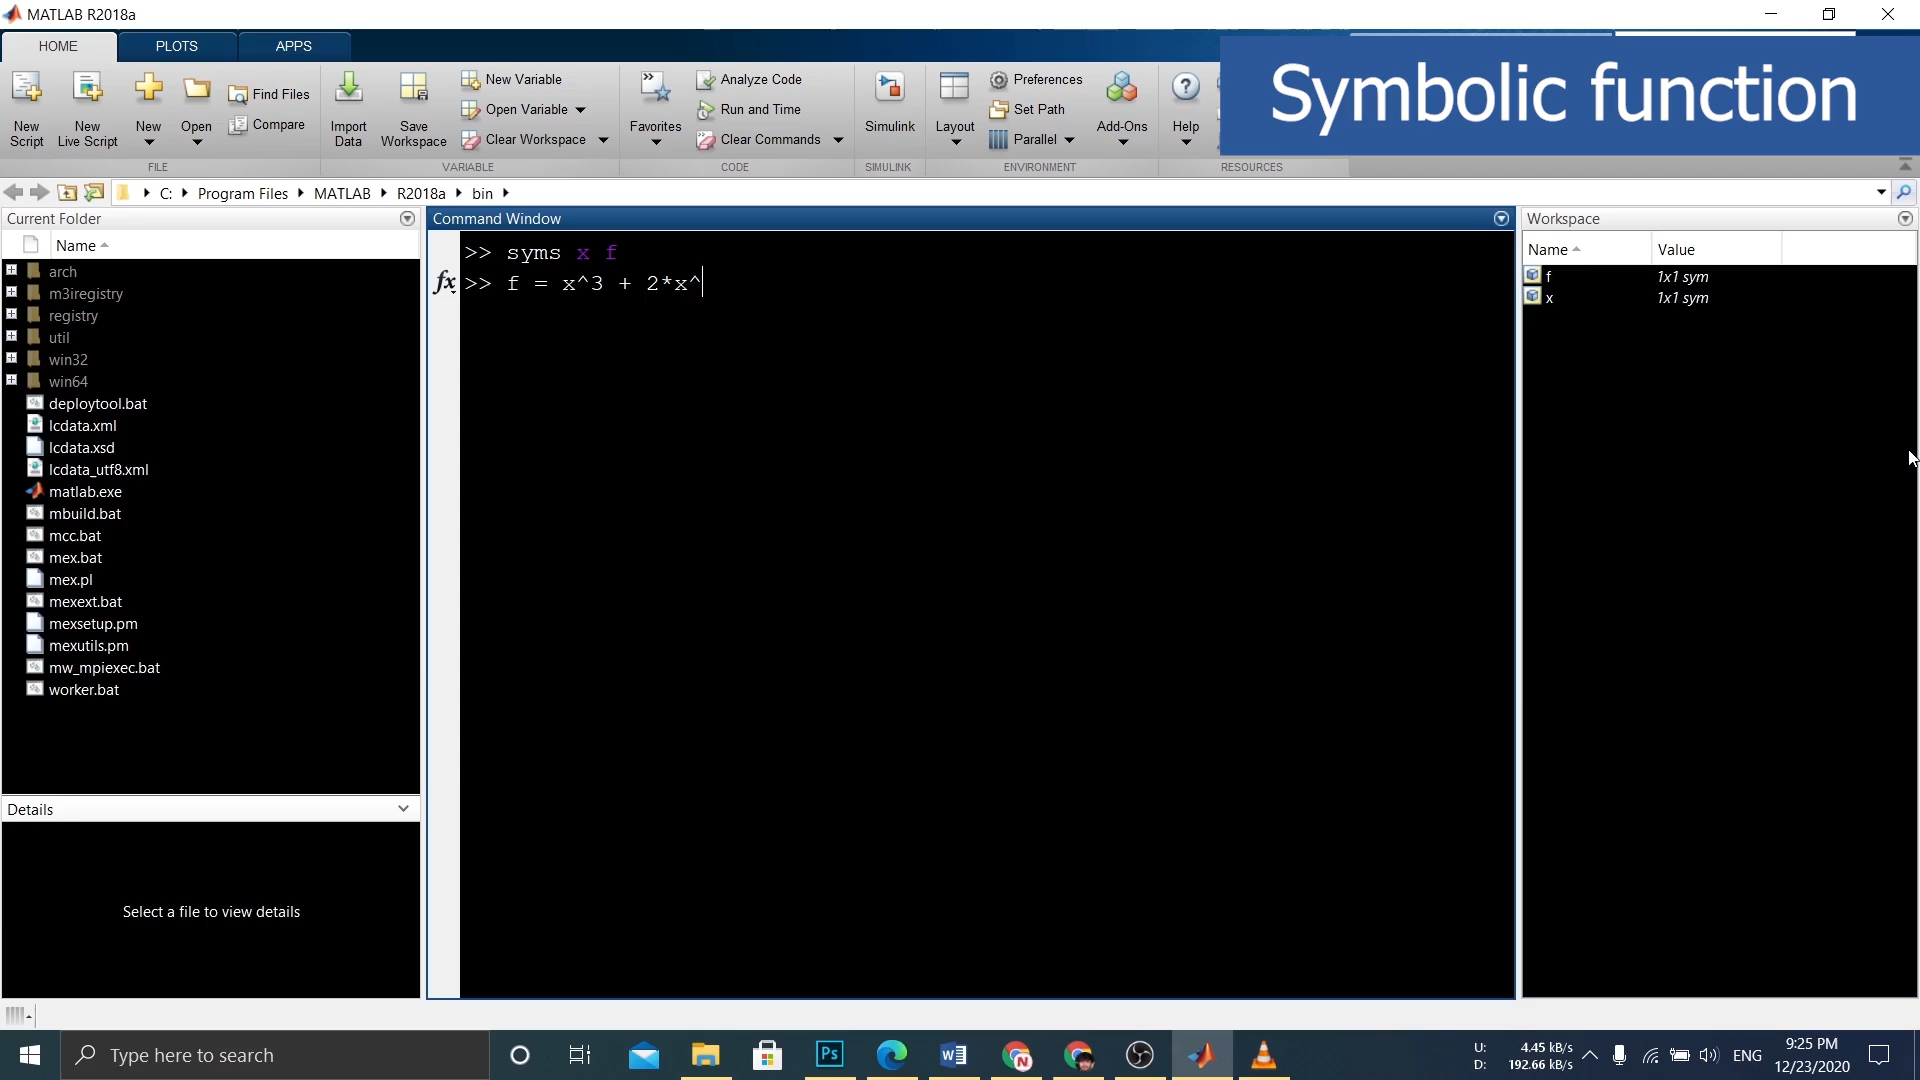 MATLAB R2018a
HOME
PLOTS
APPS
Symbolic function
New Script
New Live Script
New
Open
Find Files
Compare
Import Data
Save Workspace
New Variable
Open Variable
Clear Workspace
Favorites
Analyze Code
Run and Time
Clear Commands
Simulink
Layout
Preferences
Set Path
Parallel
Add-Ons
Help
FILE
VARIABLE
CODE
SIMULINK
ENVIRONMENT
RESOURCES
C:
Program Files
MATLAB
R2018a
bin
Current Folder
Name
arch
m3iregistry
registry
util
win32
win64
deploytool.bat
lcdata.xml
lcdata.xsd
lcdata_utf8.xml
matlab.exe
mbuild.bat
mcc.bat
mex.bat
mex.pl
mexext.bat
mexsetup.pm
mexutils.pm
mw_mpiexec.bat
worker.bat
Details
Select a file to view details
Command Window
>> syms x f
fx >> f = x^3 + 2*x^
Workspace
Name Value
f 1x1 sym
x 1x1 sym
Type here to search
Ps
N
U: 4.45 kB/s
D: 192.66 kB/s
ENG
9:25 PM
12/23/2020